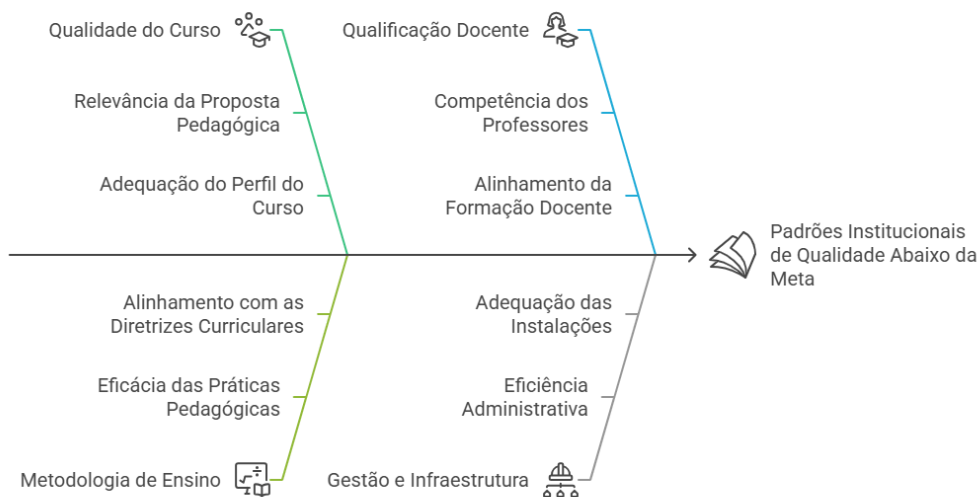 Qualidade do Curso
Qualificação Docente
Relevância da Proposta
Pedagógica
Competência dos
Professores
Adequação do Perfil do
Curso
Alinhamento da
Formação Docente
Padrões Institucionais
de Qualidade Abaixo da
Meta
Alinhamento com as
Diretrizes Curriculares
Adequação das
Instalações
Eficácia das Práticas
Pedagógicas
Eficiência
Administrativa
Metodologia de Ensino
Gestão e Infraestrutura